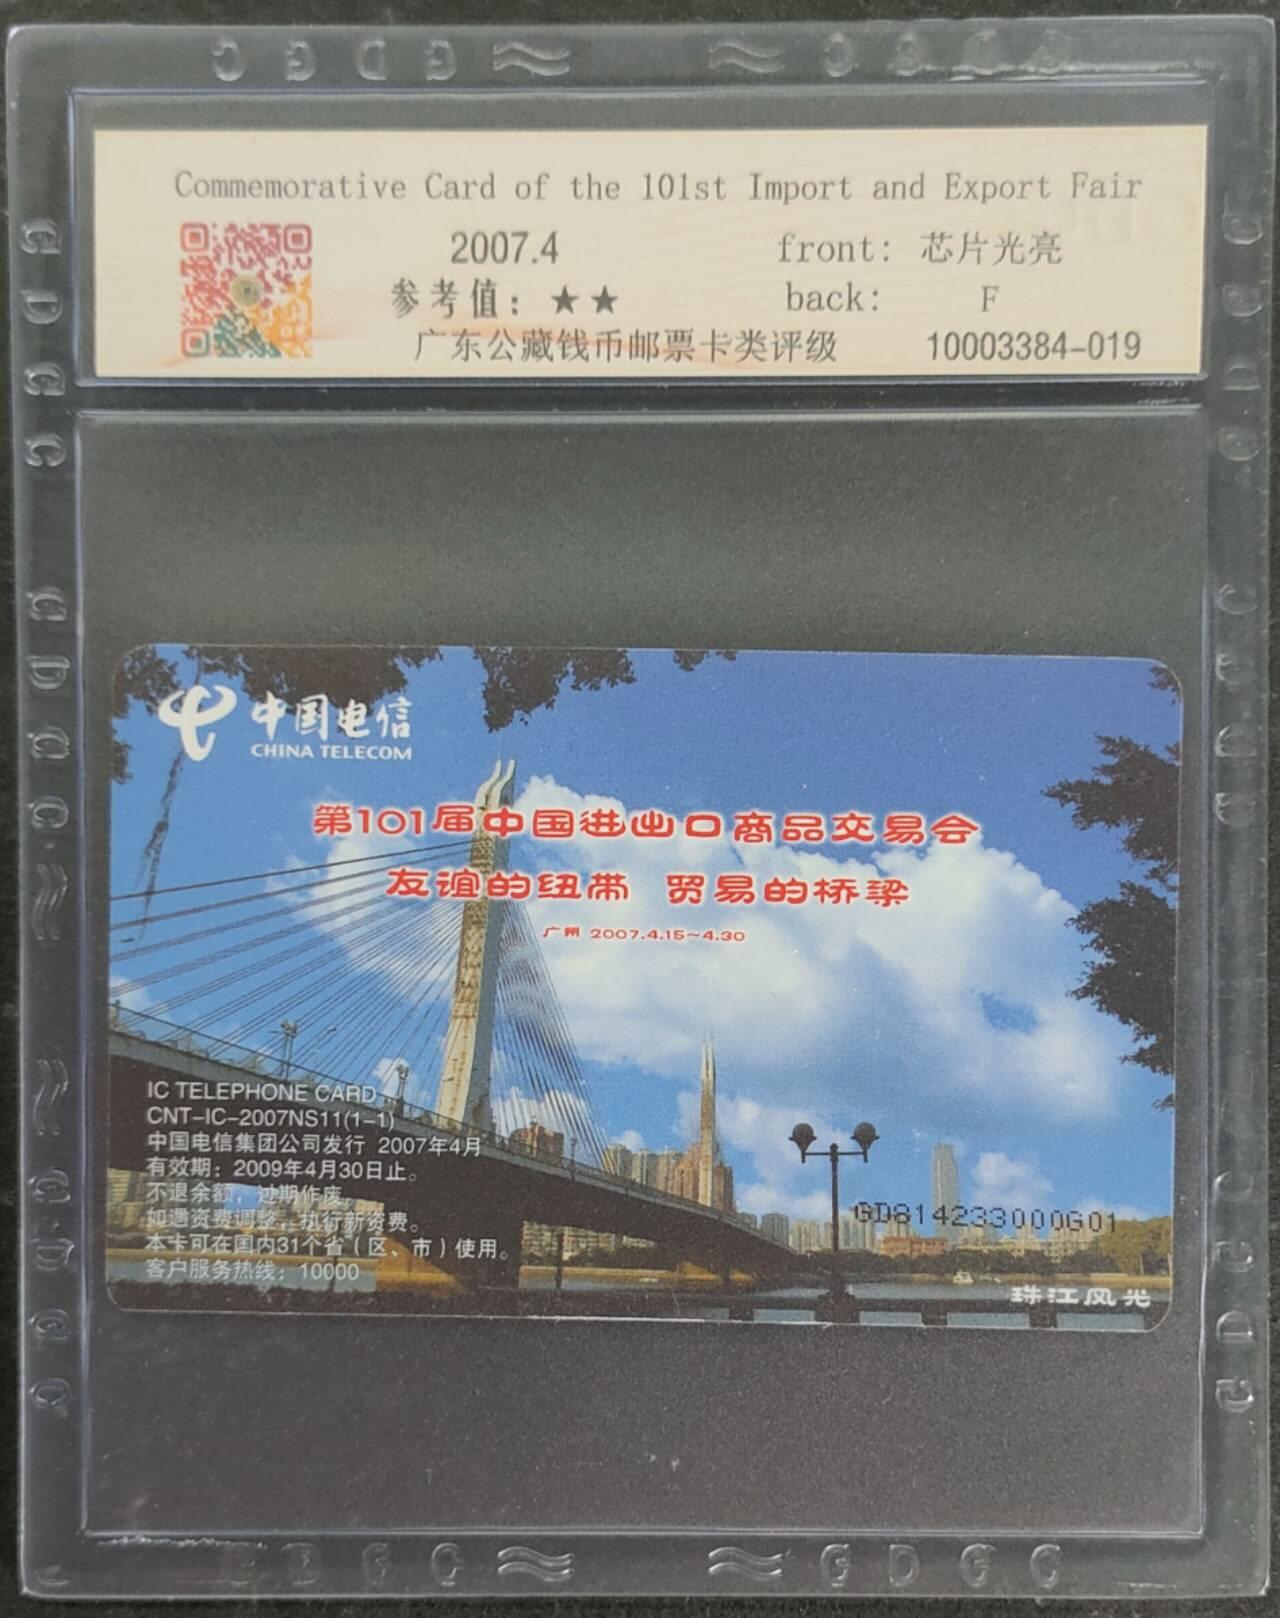 Commemorative Card of the 101st Import and Export Fair
2007.4 front: 芯片光亮
参考值：★★ back: F
广东公藏钱币邮票卡类评级 10003384-019
中国电信
CHINA TELECOM
第101届中国进出口商品交易会
友谊的纽带 贸易的桥梁
广州 2007.4.15~4.30
IC TELEPHONE CARD
CNT-IC-2007NS11(1-1)
中国电信集团公司发行 2007年4月
有效期：2009年4月30日止。
不退余额，过期作废。
如遇资费调整，执行新资费。
本卡可在国内31个省（区、市）使用。
客户服务热线：10000
GD814233000G01
珠江风光